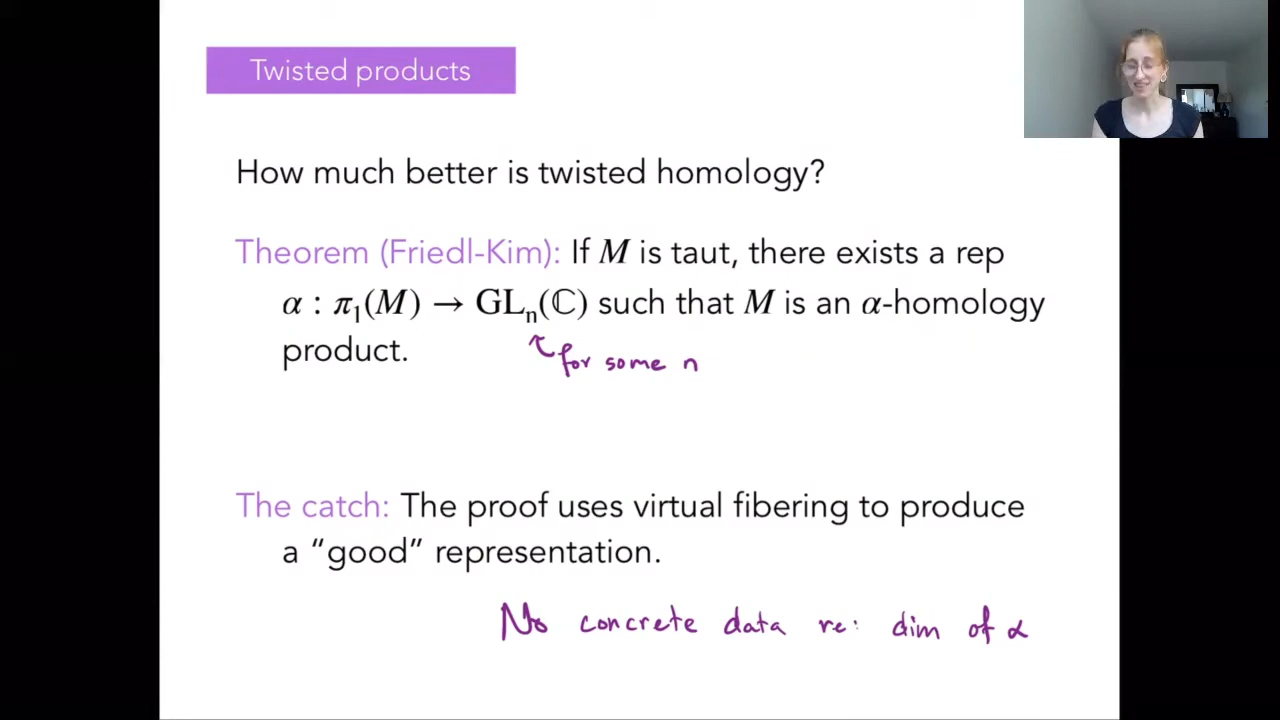 Twisted products
How much better is twisted homology?
Theorem (Friedl-Kim): If M is taut, there exists a rep
α : π₁(M) → GLₙ(ℂ) such that M is an α-homology
product.
for some n
The catch: The proof uses virtual fibering to produce
a “good” representation.
No concrete data re: dim of α